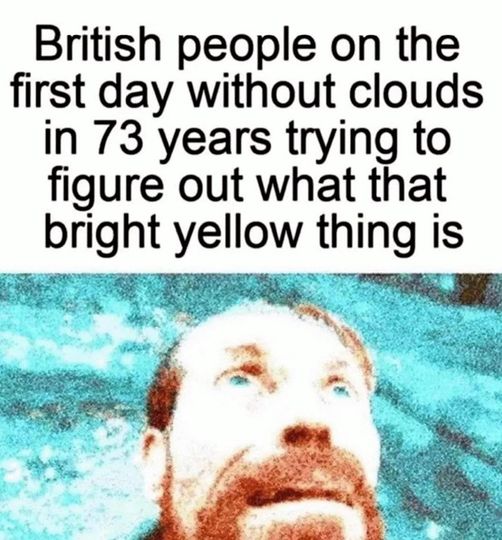 British people on the
first day without clouds
in 73 years trying to
figure out what that
bright yellow thing is